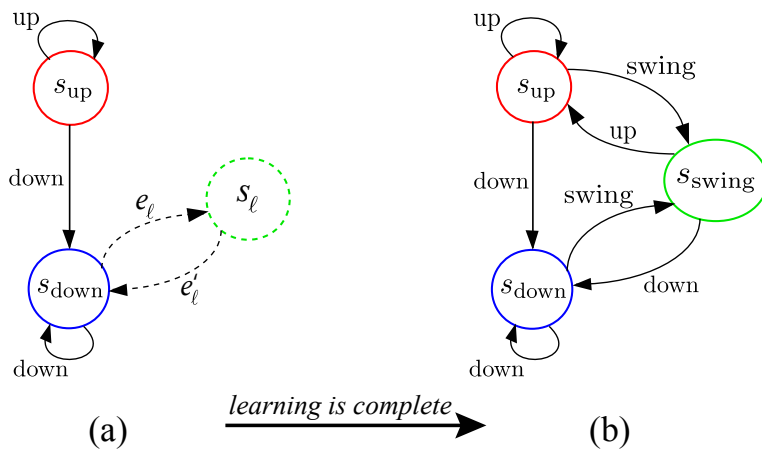 up
s_up
down
s_down
down
e_ℓ
s_ℓ
e'_ℓ
(a)
learning is complete
up
s_up
swing
up
s_swing
down
swing
s_down
down
down
(b)